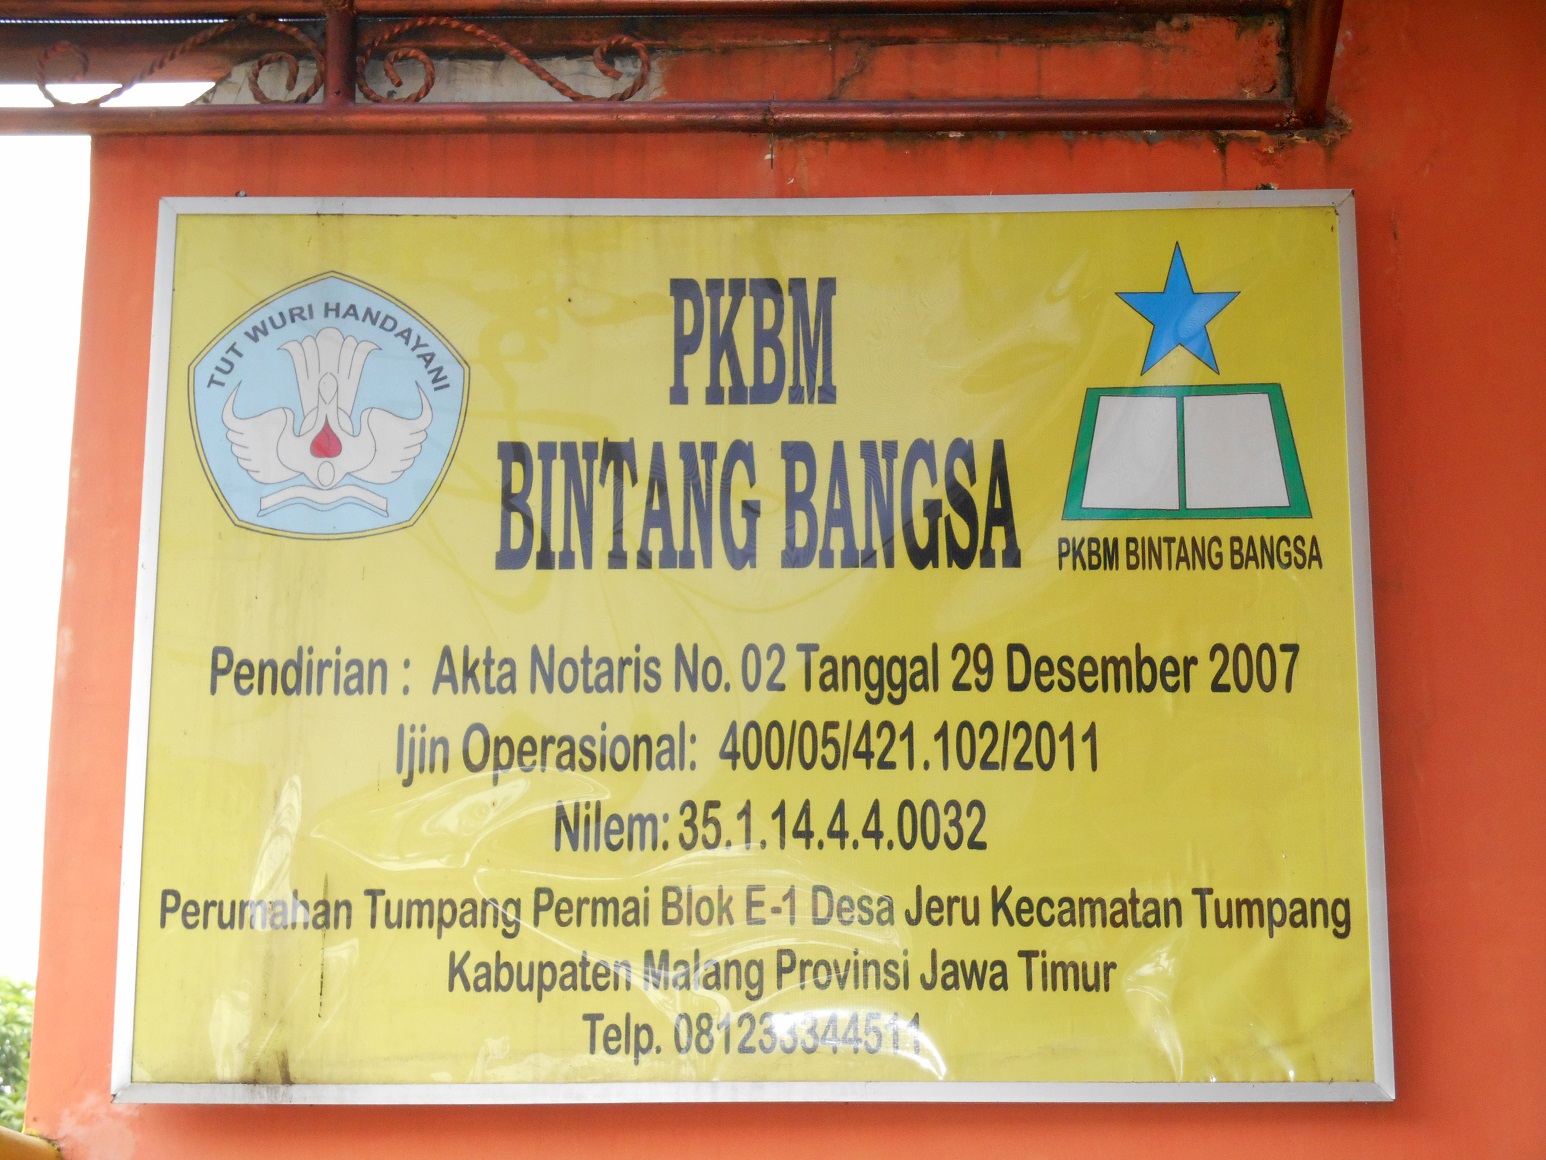 TUT WURI HANDAYANI
PKBM
BINTANG BANGSA
PKBM BINTANG BANGSA
Pendirian : Akta Notaris No. 02 Tanggal 29 Desember 2007
Ijin Operasional: 400/05/421.102/2011
Nilem: 35.1.14.4.4.0032
Perumahan Tumpang Permai Blok E-1 Desa Jeru Kecamatan Tumpang
Kabupaten Malang Provinsi Jawa Timur
Telp. 081233344511